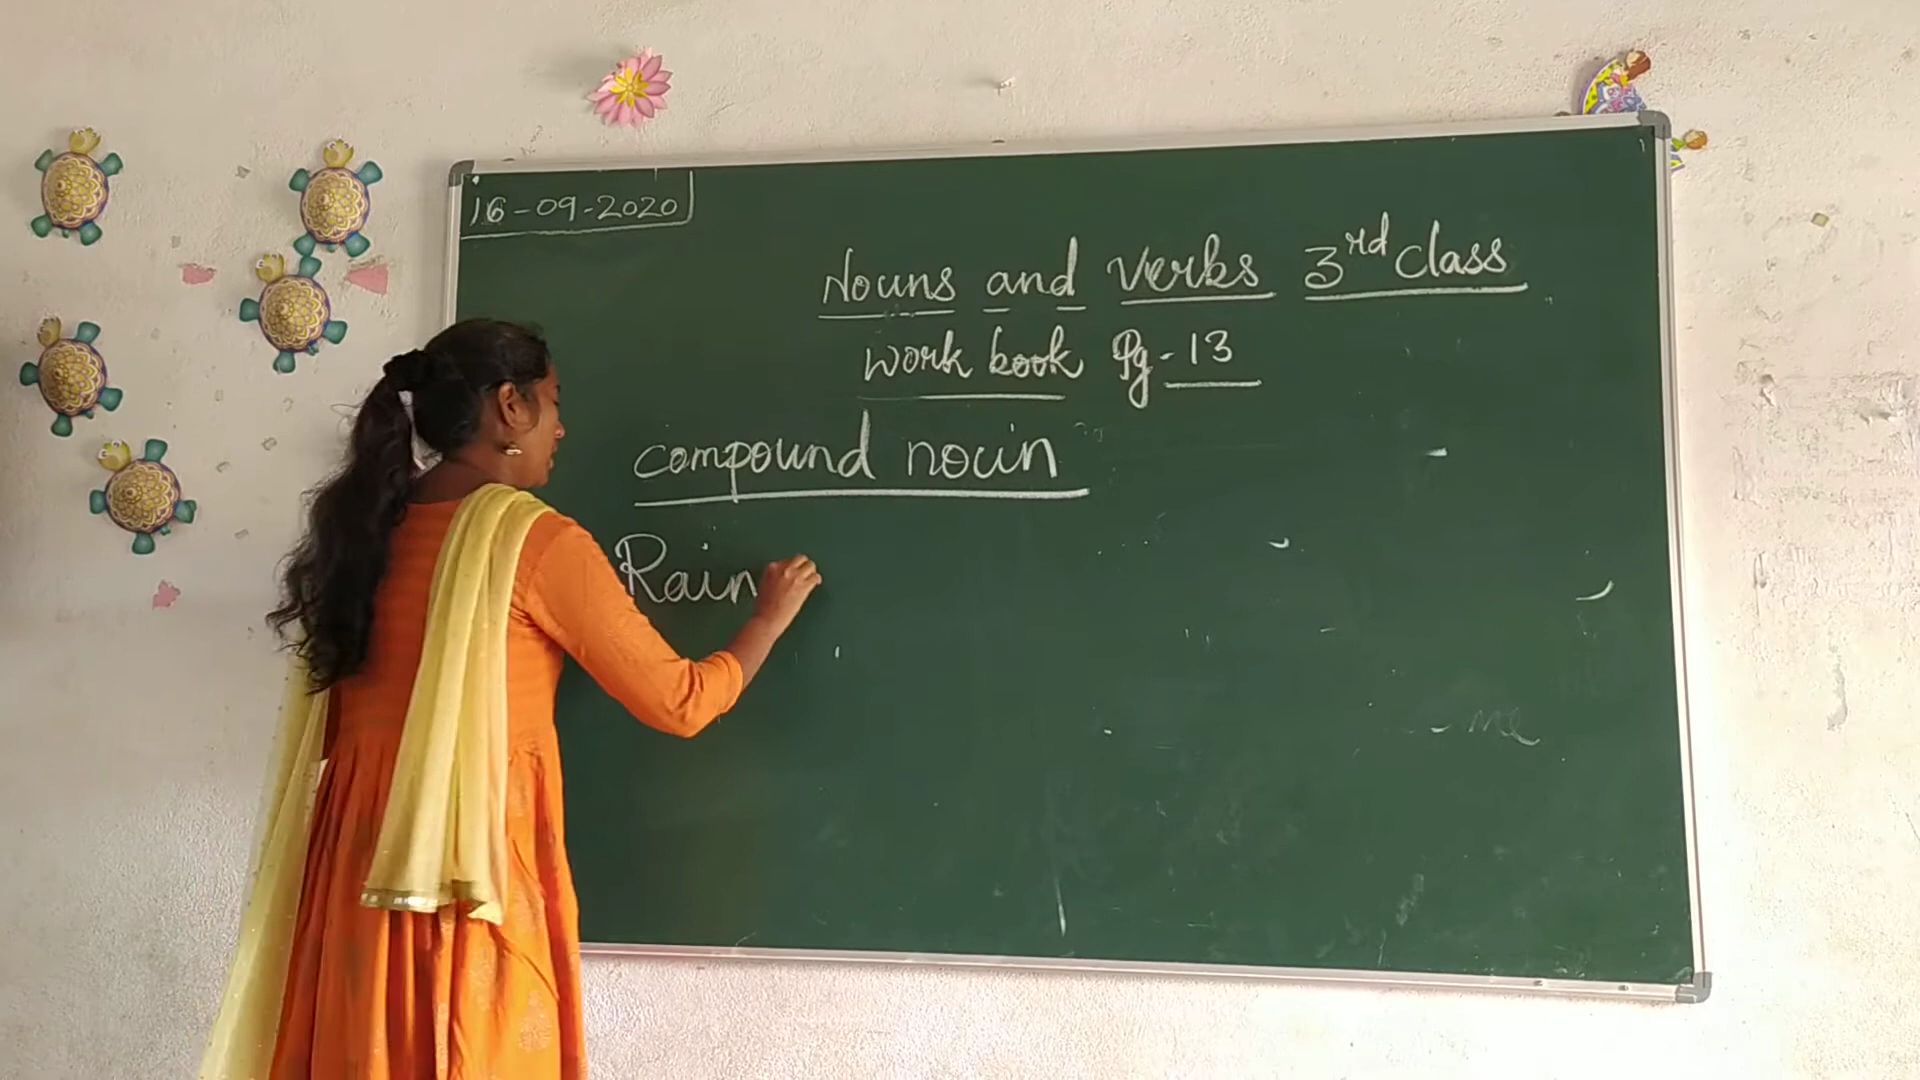 16-09-2020
Nouns and Verbs 3rd class
work book Pg-13
compound noun
Rain